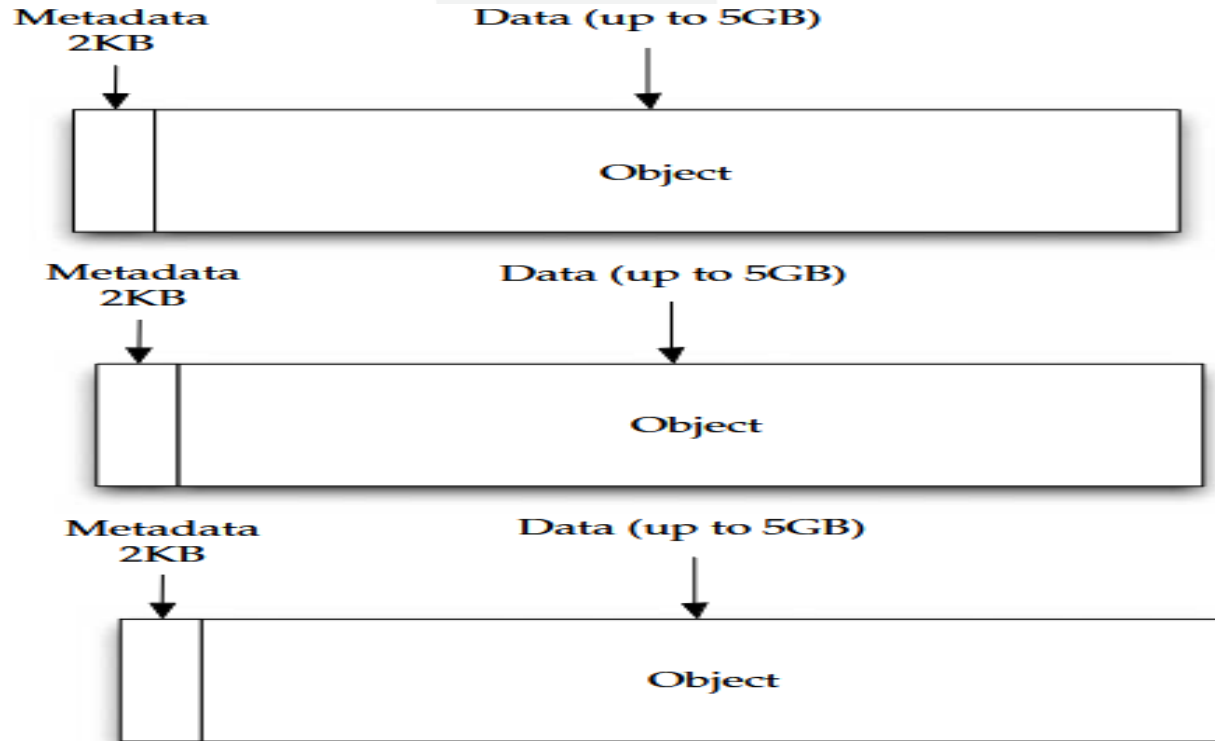 Metadata
2KB
Data (up to 5GB)
Object
Metadata
2KB
Data (up to 5GB)
Object
Metadata
2KB
Data (up to 5GB)
Object